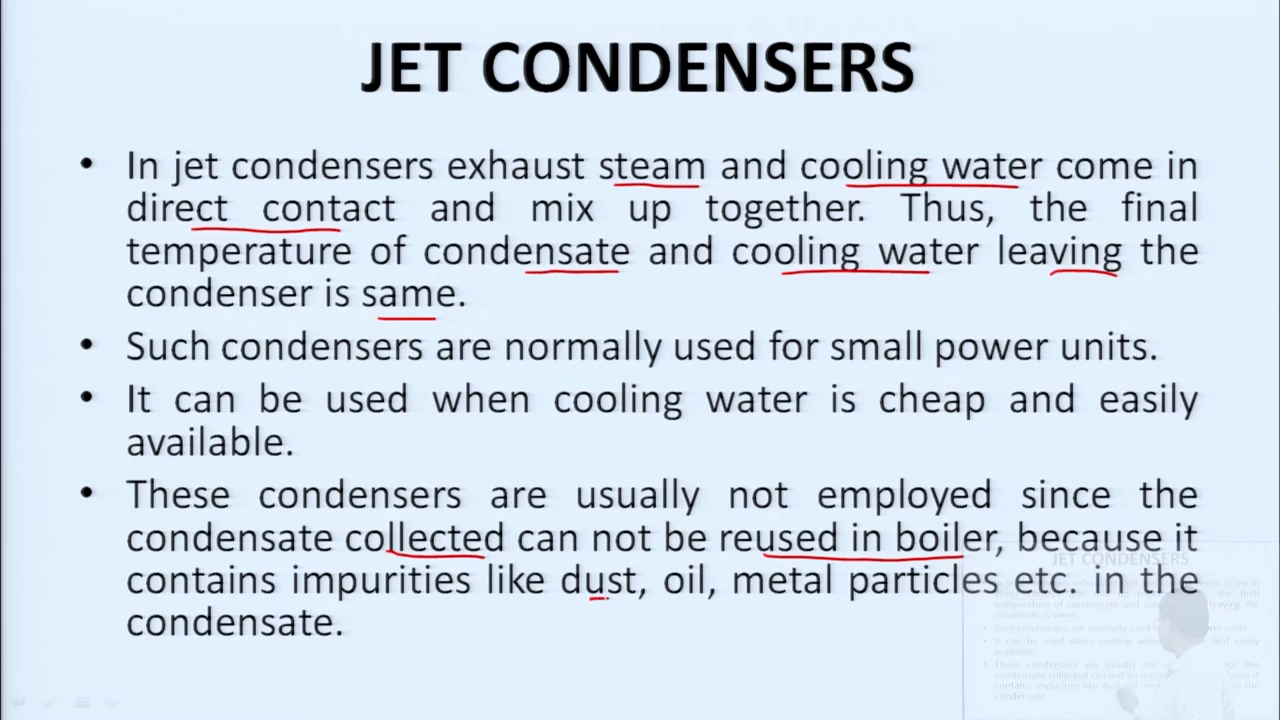 JET CONDENSERS
• In jet condensers exhaust steam and cooling water come in
direct contact and mix up together. Thus, the final
temperature of condensate and cooling water leaving the
condenser is same.
• Such condensers are normally used for small power units.
• It can be used when cooling water is cheap and easily
available.
• These condensers are usually not employed since the
condensate collected can not be reused in boiler, because it
contains impurities like dust, oil, metal particles etc. in the
condensate.
JET CONDENSERS